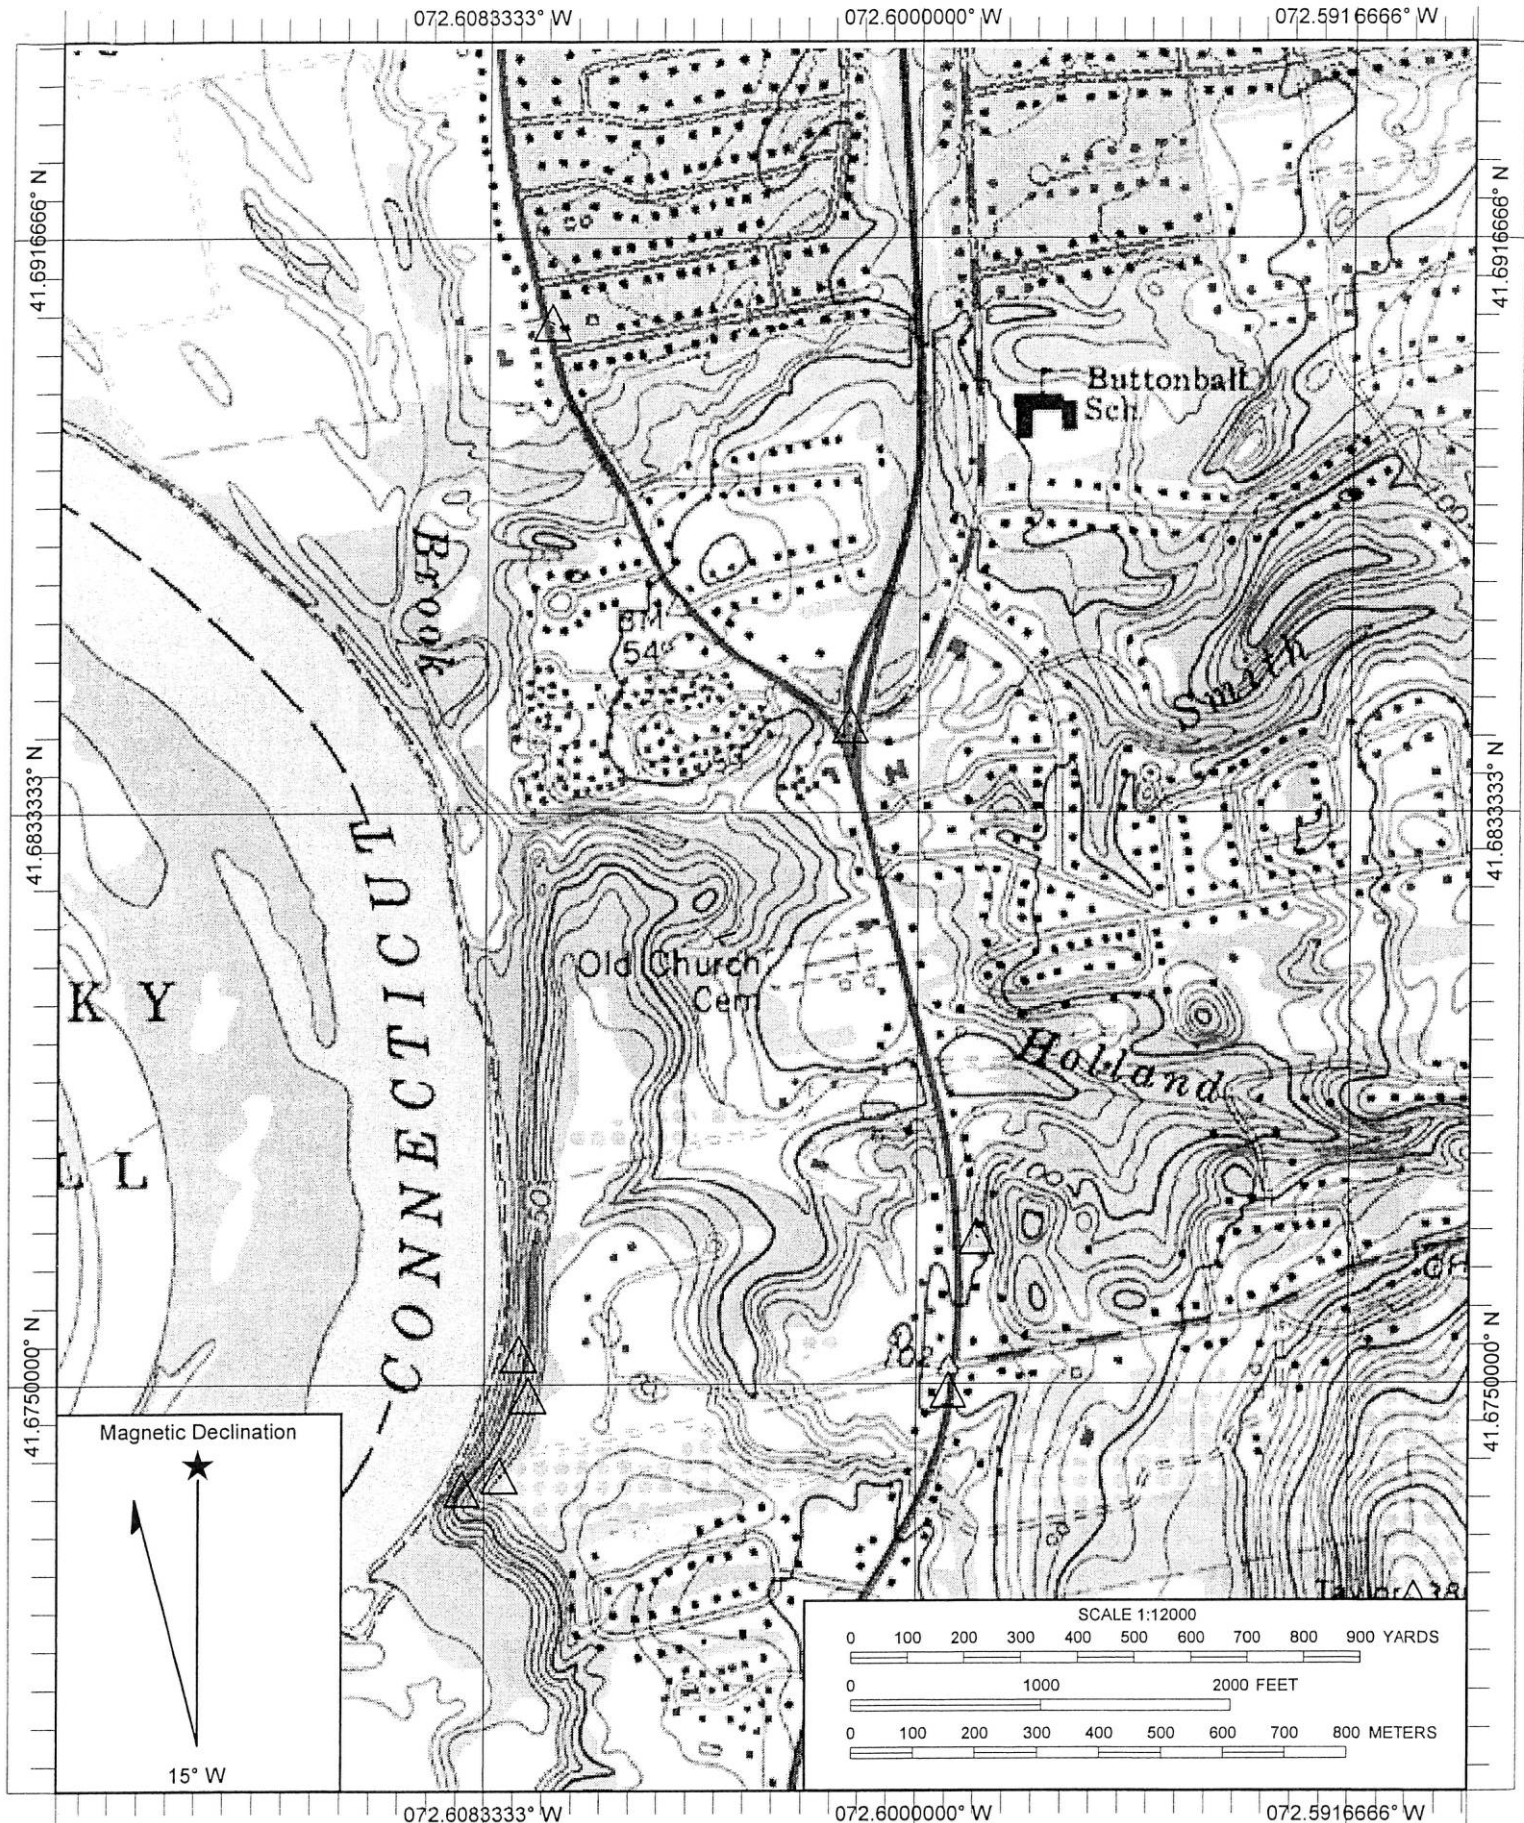 072.6083333° W 072.6000000° W 072.5916666° W
41.6916666° N
41.6916666° N
Buttonball
Sch.
Brook
BM
54
Smith
41.6833333° N
41.6833333° N
CONNECTICUT
Old Church
Cem
K Y
Holland
L L
50
41.6750000° N
41.6750000° N
Magnetic Declination
15° W
100
Taylor
SCALE 1:12000
0 100 200 300 400 500 600 700 800 900 YARDS
0 1000 2000 FEET
0 100 200 300 400 500 600 700 800 METERS
072.6083333° W 072.6000000° W 072.5916666° W